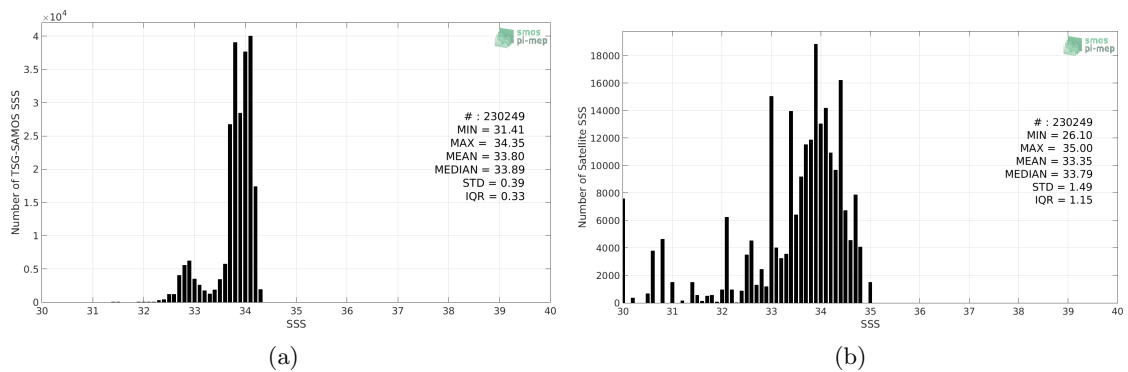 ×10⁴
4
3.5
3
2.5
2
1.5
1
0.5
0
30 31 32 33 34 35 36 37 38 39 40
SSS
Number of TSG-SAMOS SSS
smos
pi-mep
# : 230249
MIN = 31.41
MAX = 34.35
MEAN = 33.80
MEDIAN = 33.89
STD = 0.39
IQR = 0.33
(a)
18000
16000
14000
12000
10000
8000
6000
4000
2000
0
30 31 32 33 34 35 36 37 38 39 40
SSS
Number of Satellite SSS
smos
pi-mep
# : 230249
MIN = 26.10
MAX = 35.00
MEAN = 33.35
MEDIAN = 33.79
STD = 1.49
IQR = 1.15
(b)